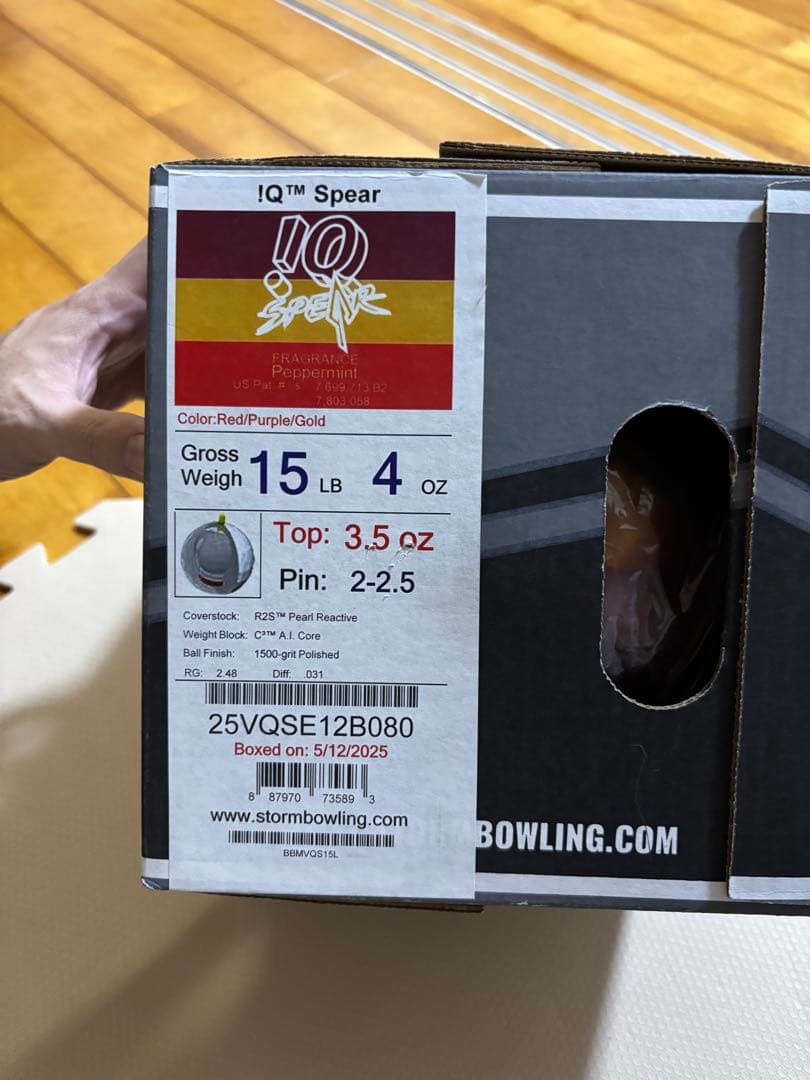 !Q™ Spear
!Q
SPEAR
FRAGRANCE
Peppermint
US Pat. #'s. 7,699,713 B2
7,803,058
Color:Red/Purple/Gold
Gross
Weigh 15 LB 4 OZ
Top: 3.5 oz
Pin: 2-2.5
Coverstock: R2S™ Pearl Reactive
Weight Block: C³™ A.I. Core
Ball Finish: 1500-grit Polished
RG: 2.48 Diff: .031
25VQSE12B080
Boxed on: 5/12/2025
8 87970 73589 3
www.stormbowling.com
BBMVQS15L
BOWLING.COM